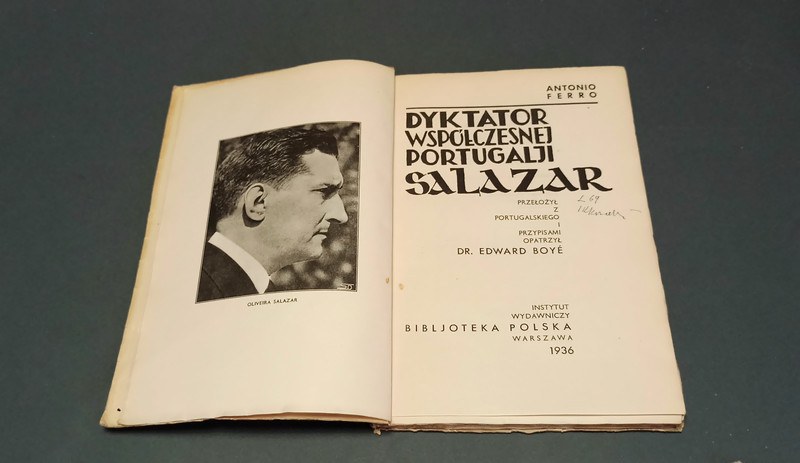 OLIVEIRA SALAZAR
ANTONIO
FERRO
DYKTATOR
WSPÓŁCZESNEJ
PORTUGALJI
SALAZAR
PRZEŁOŻYŁ
Z
PORTUGALSKIEGO
I
PRZYPISAMI
OPATRZYŁ
DR. EDWARD BOYÉ
INSTYTUT
WYDAWNICZY
BIBLJOTEKA POLSKA
WARSZAWA
1936